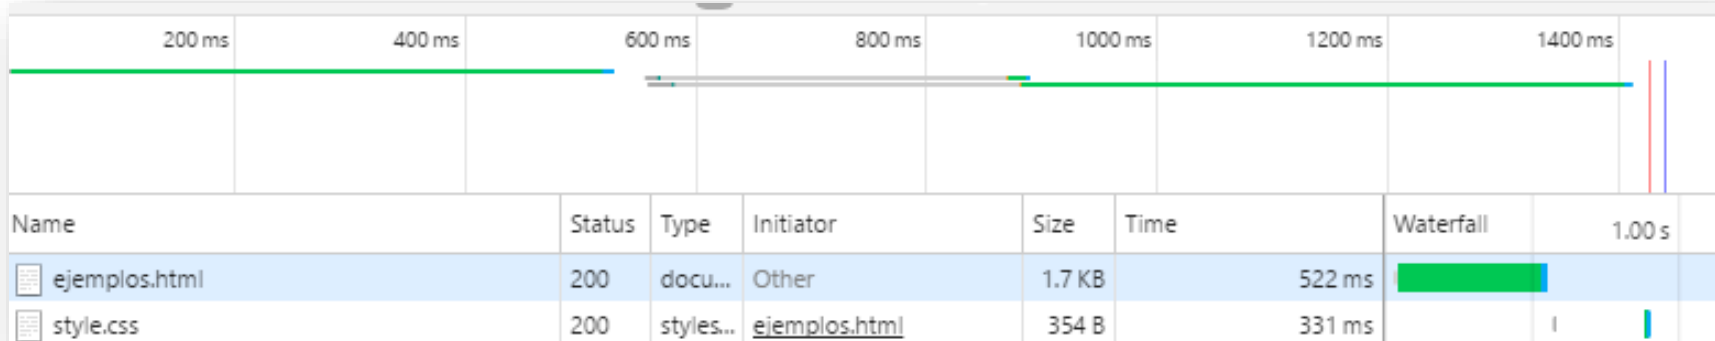 200 ms 400 ms 600 ms 800 ms 1000 ms 1200 ms 1400 ms
Name Status Type Initiator Size Time Waterfall 1.00 s
ejemplos.html 200 docu... Other 1.7 KB 522 ms
style.css 200 styles... ejemplos.html 354 B 331 ms